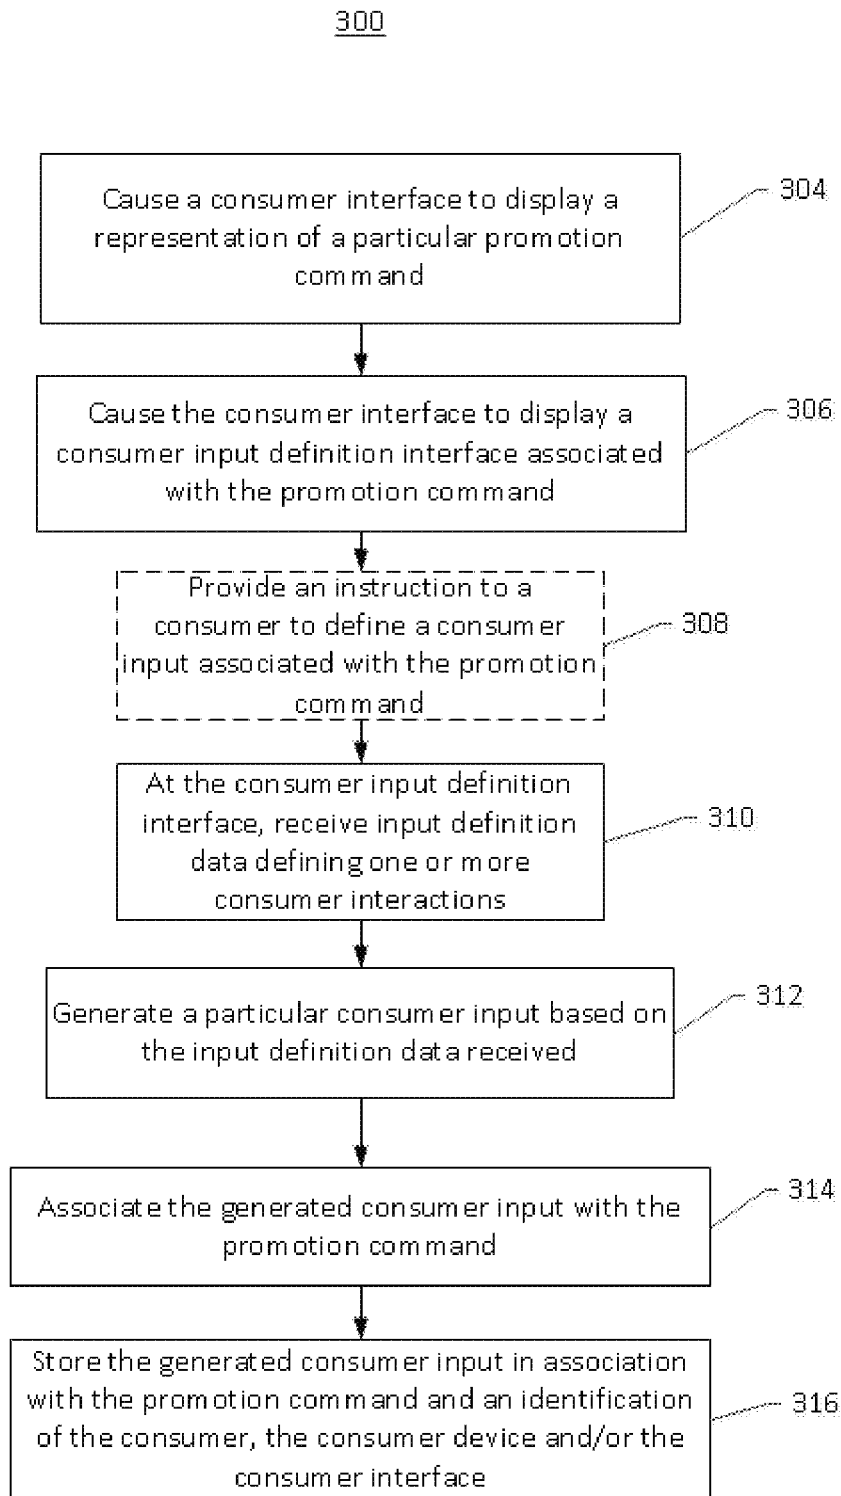 300
Cause a consumer interface to display a
representation of a particular promotion
command
304
Cause the consumer interface to display a
consumer input definition interface associated
with the promotion command
306
Provide an instruction to a
consumer to define a consumer
input associated with the promotion
command
308
At the consumer input definition
interface, receive input definition
data defining one or more
consumer interactions
310
Generate a particular consumer input based on
the input definition data received
312
Associate the generated consumer input with the
promotion command
314
Store the generated consumer input in association
with the promotion command and an identification
of the consumer, the consumer device and/or the
consumer interface
316